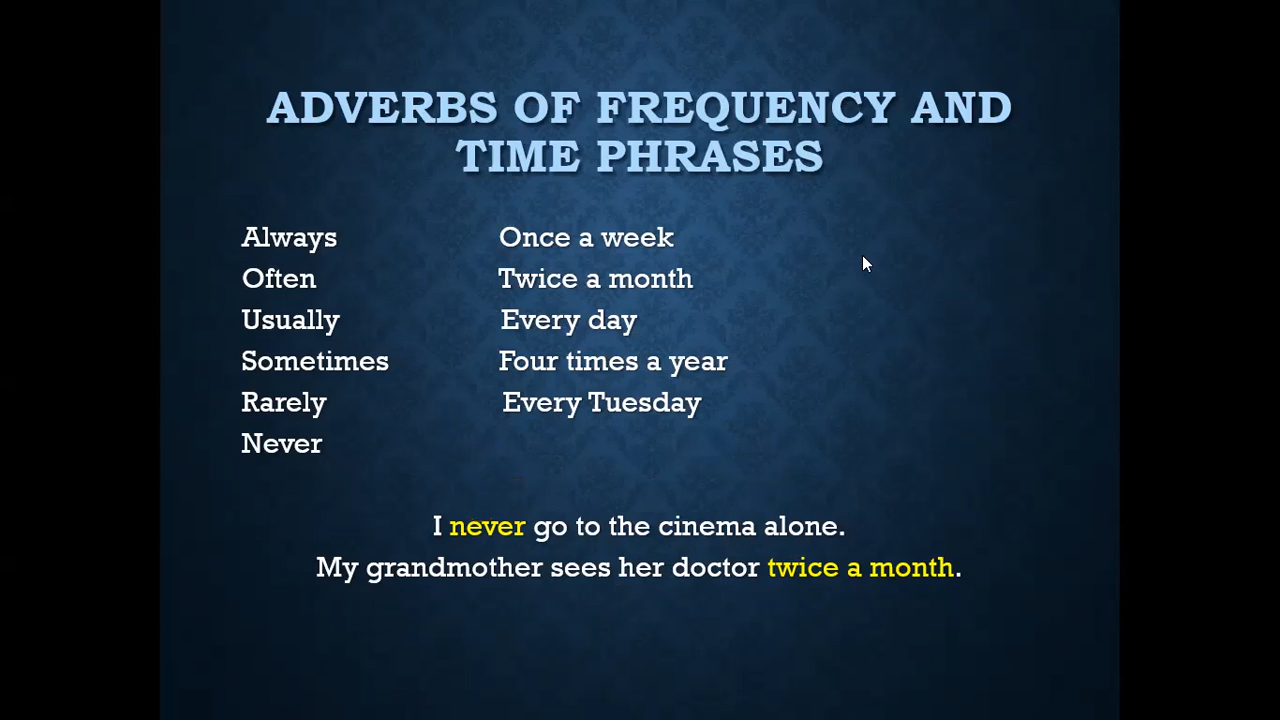 ADVERBS OF FREQUENCY AND
TIME PHRASES
Always Once a week
Often Twice a month
Usually Every day
Sometimes Four times a year
Rarely Every Tuesday
Never
I never go to the cinema alone.
My grandmother sees her doctor twice a month.